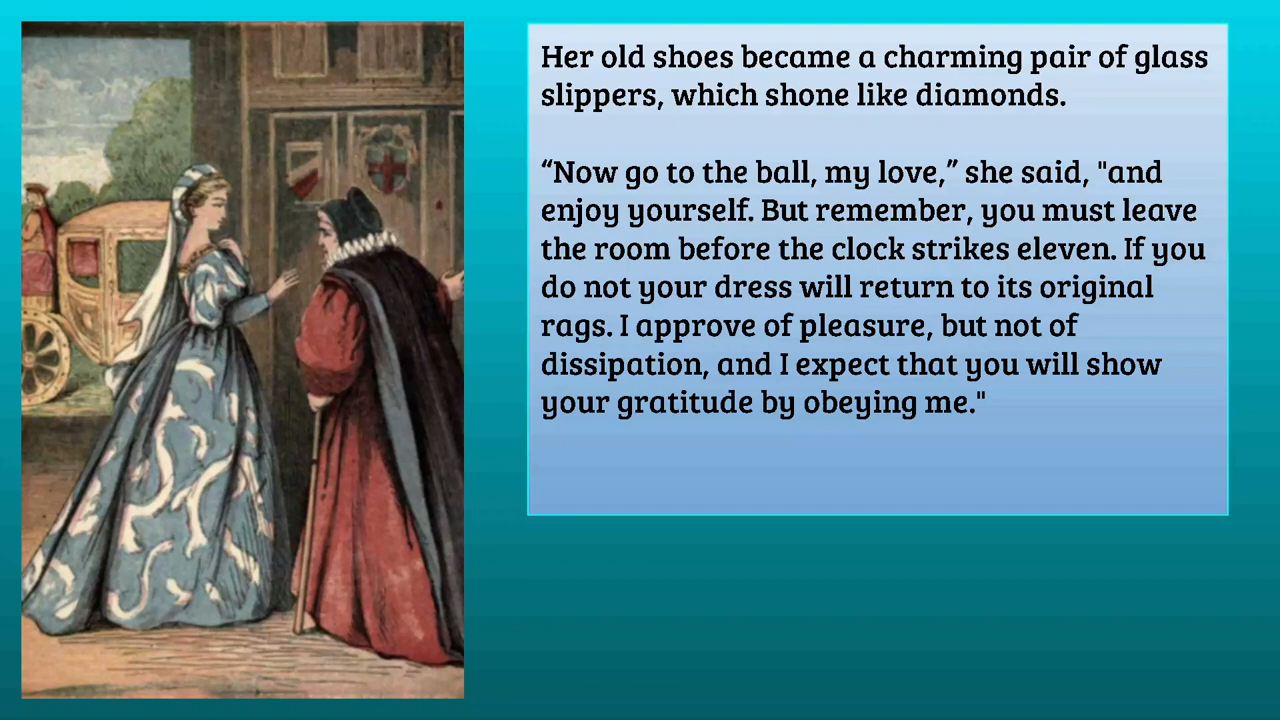 Her old shoes became a charming pair of glass
slippers, which shone like diamonds.
“Now go to the ball, my love,” she said, "and
enjoy yourself. But remember, you must leave
the room before the clock strikes eleven. If you
do not your dress will return to its original
rags. I approve of pleasure, but not of
dissipation, and I expect that you will show
your gratitude by obeying me."